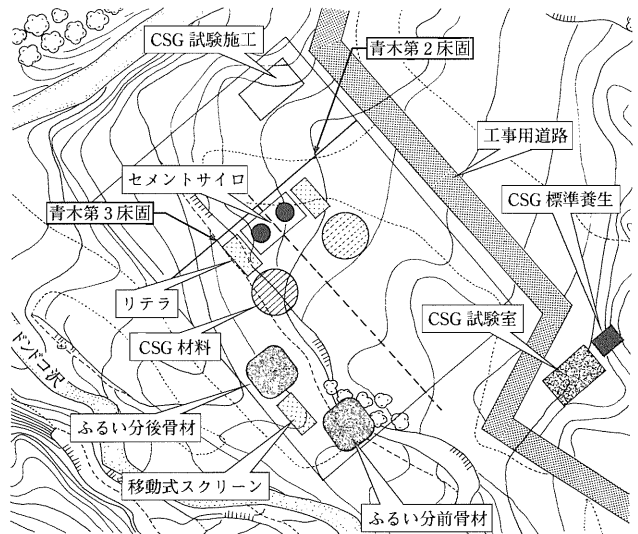 CSG 試験施工
青木第2床固
工事用道路
セメントサイロ
CSG 標準養生
青木第3床固
リテラ
CSG 試験室
CSG 材料
ドンドコ沢
ふるい分後骨材
移動式スクリーン
ふるい分前骨材